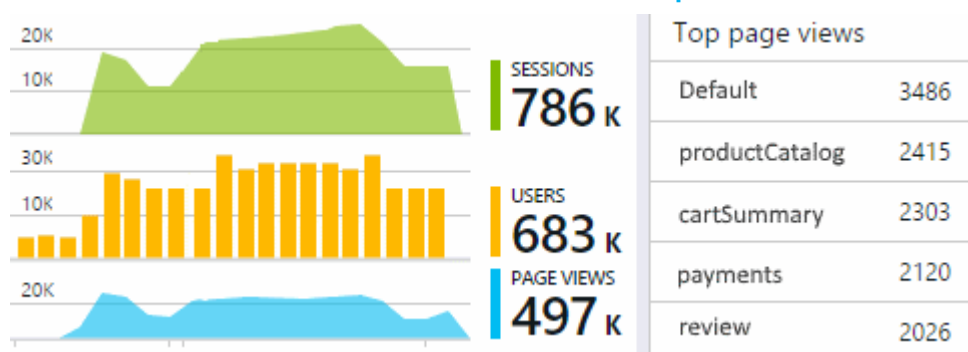 20K
10K
SESSIONS
786 K
30K
10K
USERS
683 K
20K
PAGE VIEWS
497 K
Top page views
Default 3486
productCatalog 2415
cartSummary 2303
payments 2120
review 2026